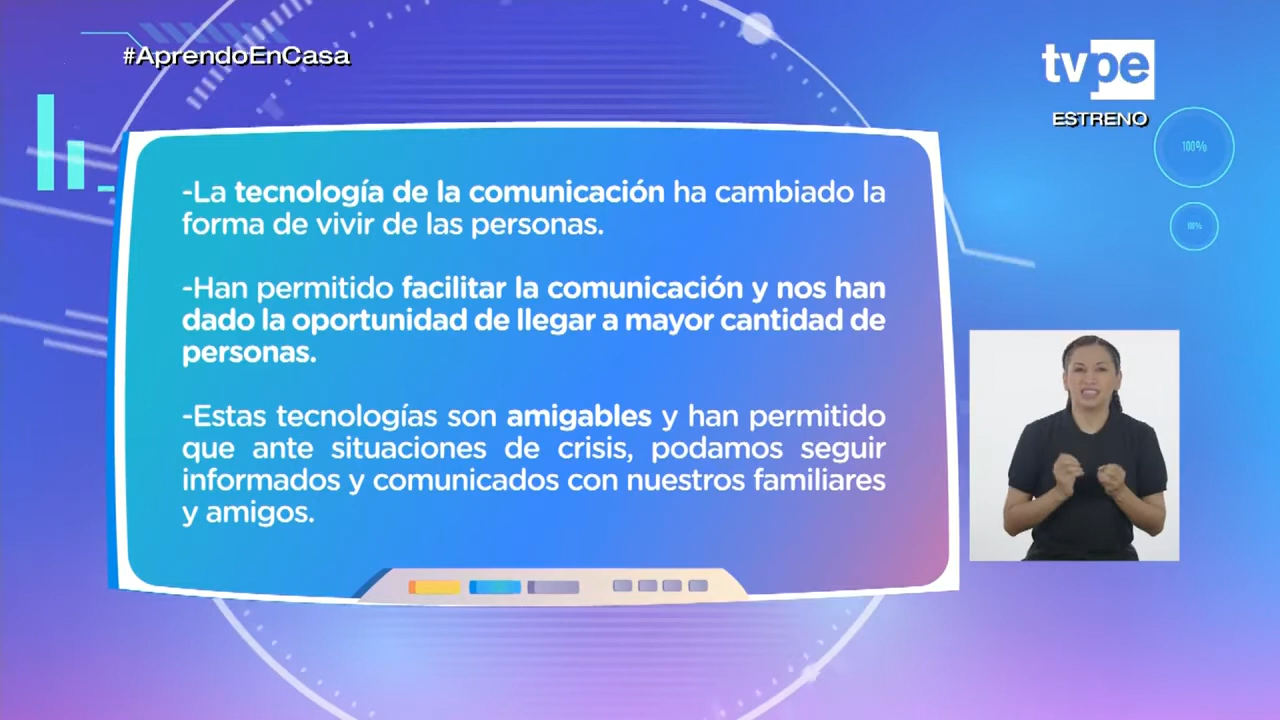 #AprendoEnCasa
tvpe
ESTRENO
100%
-La tecnología de la comunicación ha cambiado la
forma de vivir de las personas.
-Han permitido facilitar la comunicación y nos han
dado la oportunidad de llegar a mayor cantidad de
personas.
-Estas tecnologías son amigables y han permitido
que ante situaciones de crisis, podamos seguir
informados y comunicados con nuestros familiares
y amigos.